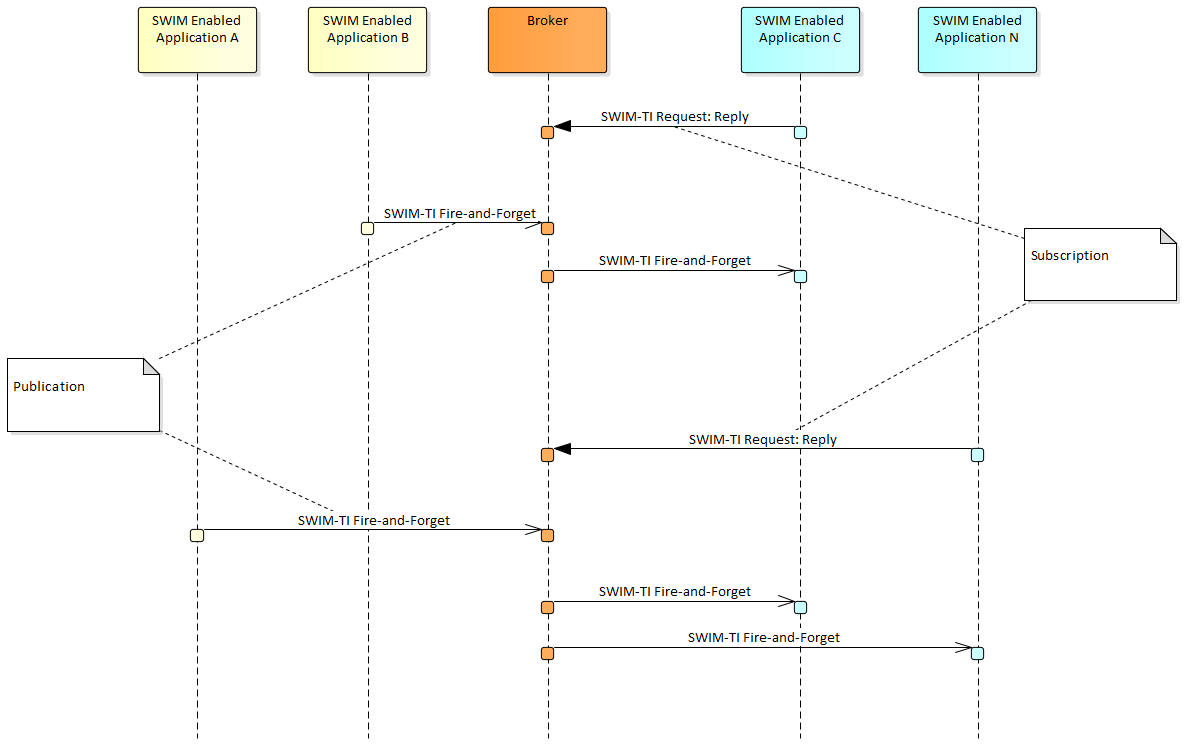 SWIM Enabled
Application A
SWIM Enabled
Application B
Broker
SWIM Enabled
Application C
SWIM Enabled
Application N
SWIM-TI Request: Reply
SWIM-TI Fire-and-Forget
Subscription
SWIM-TI Fire-and-Forget
Publication
SWIM-TI Request: Reply
SWIM-TI Fire-and-Forget
SWIM-TI Fire-and-Forget
SWIM-TI Fire-and-Forget